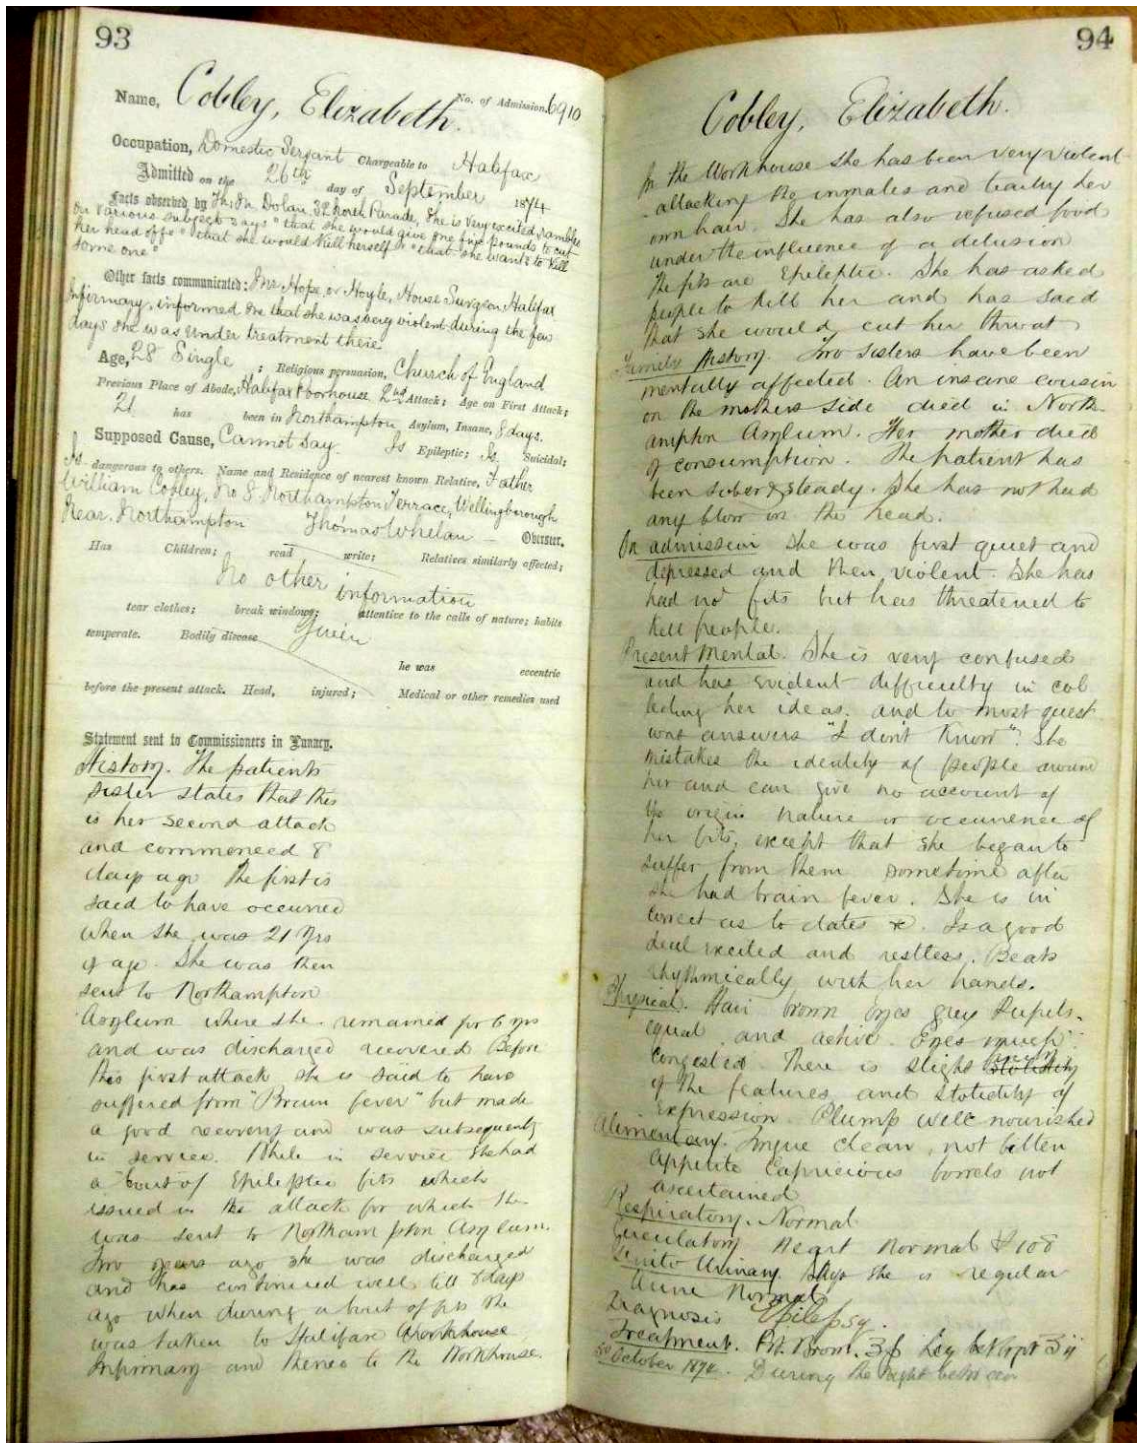 93
Name, Cobley, Elizabeth. No. of Admission, 6910
Occupation, Domestic Servant Chargeable to Halifax
Admitted on the 26th day of September 1874
Facts observed by Th. In. Dolan, 32 North Parade, She is very excited, rambles
on various subjects says "that she would give one five Pounds to cut
her head off" "that she would Kill herself" "that she wants to Kill
some one"
Other facts communicated: Mr Hope, or Hoyle, House Surgeon, Halifax
Infirmary, informed me that she was very violent during the few
days she was under treatment there
Age, 28 Single, Religious persuasion, Church of England
Previous Place of Abode, Halifax Poorhouse 2nd Attack; Age on First Attack;
21 has been in Northampton Asylum, Insane, 8 days.
Supposed Cause, Cannot say. Is Epileptic; Is Suicidal;
Is dangerous to others. Name and Residence of nearest known Relative, Father
William Cobley, No 8 Northampton Terrace, Wellingborough
Near Northampton Thomas Whelan - Overseer.
Has Children; read write; Relatives similarly affected;
No other information
tear clothes; break windows; attentive to the calls of nature; habits
temperate. Bodily disease given
he was eccentric
before the present attack. Head, injured; Medical or other remedies used
Statement sent to Commissioners in Lunacy.
History. The patients
sister states that this
is her second attack
and commenced 8
days ago The first is
said to have occurred
when she was 21 yrs
of age. She was then
sent to Northampton
Asylum where she remained for 6 yrs
and was discharged recovered Before
this first attack she is said to have
suffered from "Brain fever" but made
a good recovery and was subsequently
in service. While in service she had
a bout of Epileptic fits which
issued in the attack for which she
was sent to Northampton Asylum.
Two years ago she was discharged
and has continued well till 8 days
ago when during a bout of fits she
was taken to Halifax Workhouse
Infirmary and thence to the Workhouse.
94
Cobley, Elizabeth.
In the Workhouse she has been very violent
attacking the inmates and tearing her
own hair. She has also refused food
under the influence of a delusion
The fits are Epileptic. She has asked
people to kill her and has said
that she would cut her throat
Family History. Two sisters have been
mentally affected. An insane cousin
on the mothers side died in North-
ampton Asylum. Her mother died
of consumption. The patient has
been sober & steady. She has not had
any blow on the head.
On admission she was first quiet and
depressed and then violent. She has
had no fits but has threatened to
kill people.
Present Mental. She is very confused
and has evident difficulty in col
lecting her ideas. and to most quest
ions answers "I don't Know". She
mistakes the identity of people around
her and can give no account of
the origin nature or occurrence of
her fits, except that she began to
suffer from them sometime after
she had brain fever. She is in
correct as to dates &c. Is a good
deal excited and restless. Beats
rhythmically with her hands.
Physical. Hair brown Eyes grey Pupils
equal and active. Eyes much
congested There is slight
of the features and stolidity of
expression. Plump well nourished
Alimentary. Tongue clean, not bitten
Appetite Capricious bowels not
ascertained
Respiratory. Normal
Circulatory Heart Normal P 108
Genito Urinary. Says she is regular
Urine Normal
Diagnosis Epilepsy.
Treatment. Pot. Brom.
October 1874. During the night